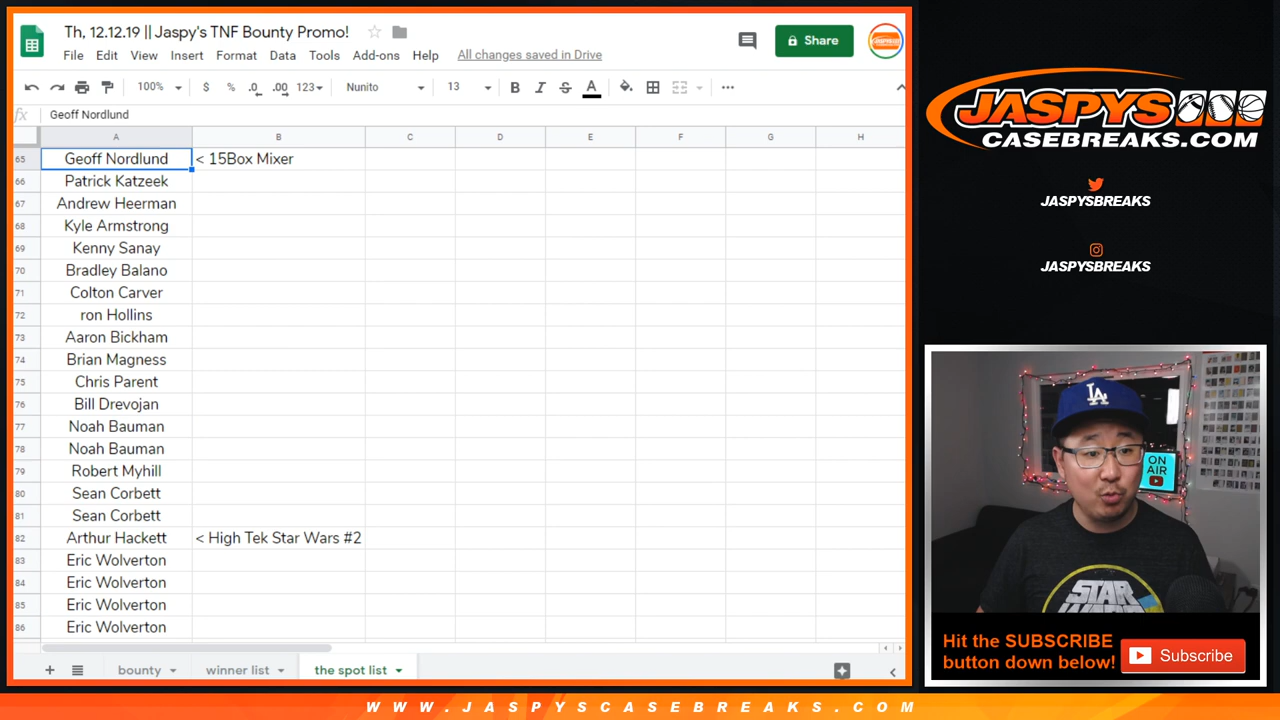 Th, 12.12.19 || Jaspy's TNF Bounty Promo!
File Edit View Insert Format Data Tools Add-ons Help All changes saved in Drive
Share
100% $ % .0 .00 123 Nunito 13 B I S A
fx Geoff Nordlund
A B C D E F G H
65 Geoff Nordlund < 15Box Mixer
66 Patrick Katzeek
67 Andrew Heerman
68 Kyle Armstrong
69 Kenny Sanay
70 Bradley Balano
71 Colton Carver
72 ron Hollins
73 Aaron Bickham
74 Brian Magness
75 Chris Parent
76 Bill Drevojan
77 Noah Bauman
78 Noah Bauman
79 Robert Myhill
80 Sean Corbett
81 Sean Corbett
82 Arthur Hackett < High Tek Star Wars #2
83 Eric Wolverton
84 Eric Wolverton
85 Eric Wolverton
86 Eric Wolverton
+ bounty winner list the spot list
JASPYS
CASEBREAKS.COM
JASPYSBREAKS
JASPYSBREAKS
LA
ON
AIR
STAR
Hit the SUBSCRIBE
button down below!
Subscribe
WWW.JASPYSCASEBREAKS.COM